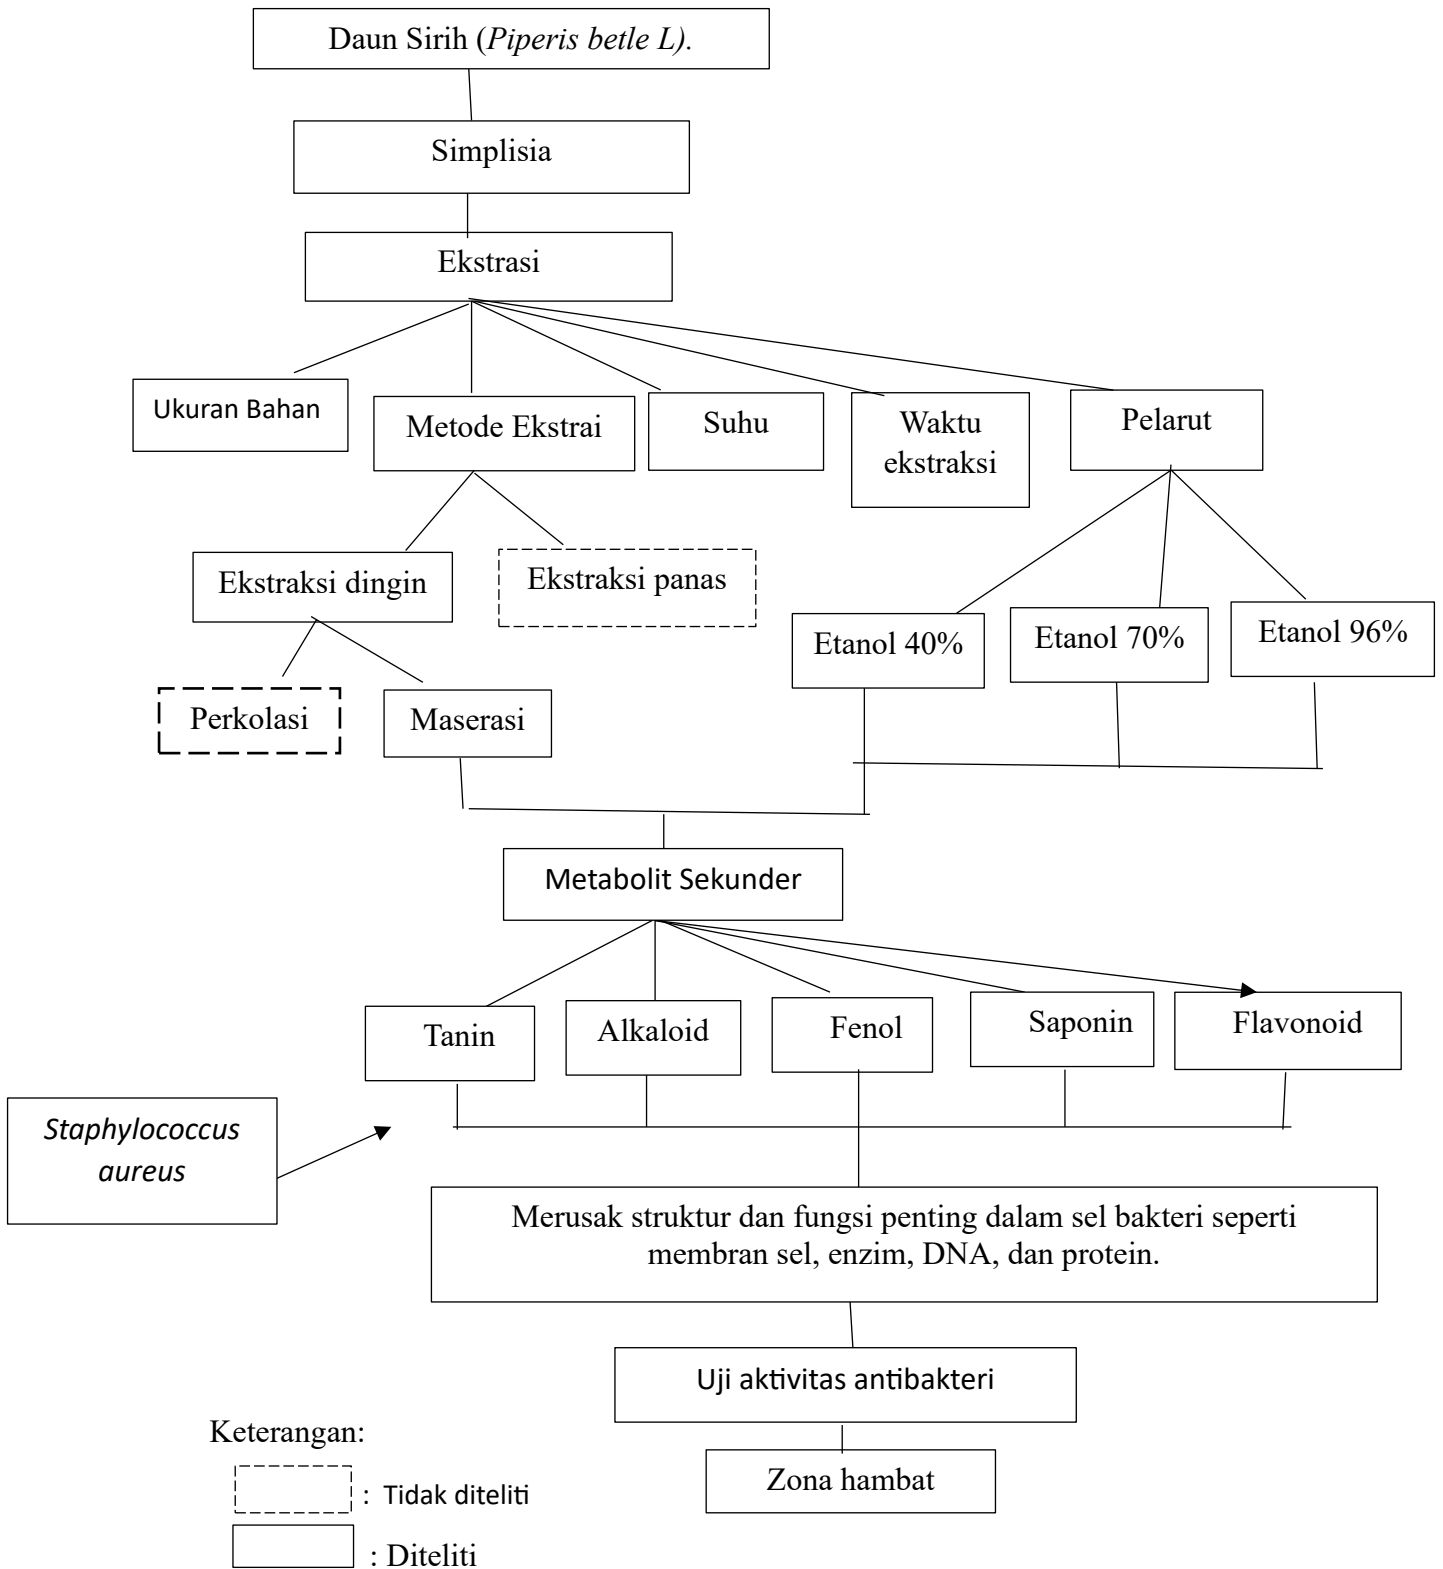 Daun Sirih (Piperis betle L).
Simplisia
Ekstrasi
Ukuran Bahan
Metode Ekstrai
Suhu
Waktu
ekstraksi
Pelarut
Ekstraksi dingin
Ekstraksi panas
Etanol 40%
Etanol 70%
Etanol 96%
Perkolasi
Maserasi
Metabolit Sekunder
Tanin
Alkaloid
Fenol
Saponin
Flavonoid
Staphylococcus
aureus
Merusak struktur dan fungsi penting dalam sel bakteri seperti
membran sel, enzim, DNA, dan protein.
Uji aktivitas antibakteri
Zona hambat
Keterangan:
: Tidak diteliti
: Diteliti